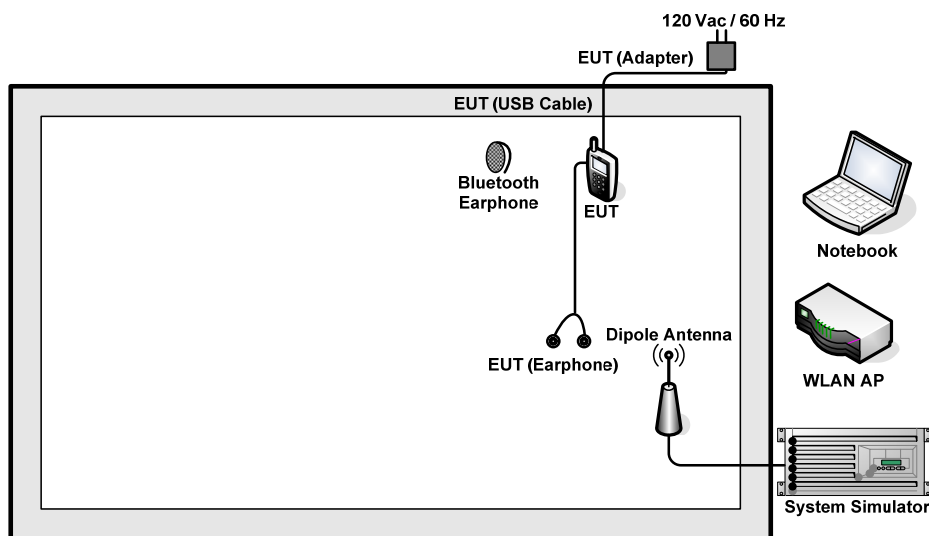 120 Vac / 60 Hz
EUT (Adapter)
EUT (USB Cable)
Bluetooth
Earphone
EUT
Notebook
Dipole Antenna
EUT (Earphone)
WLAN AP
System Simulator